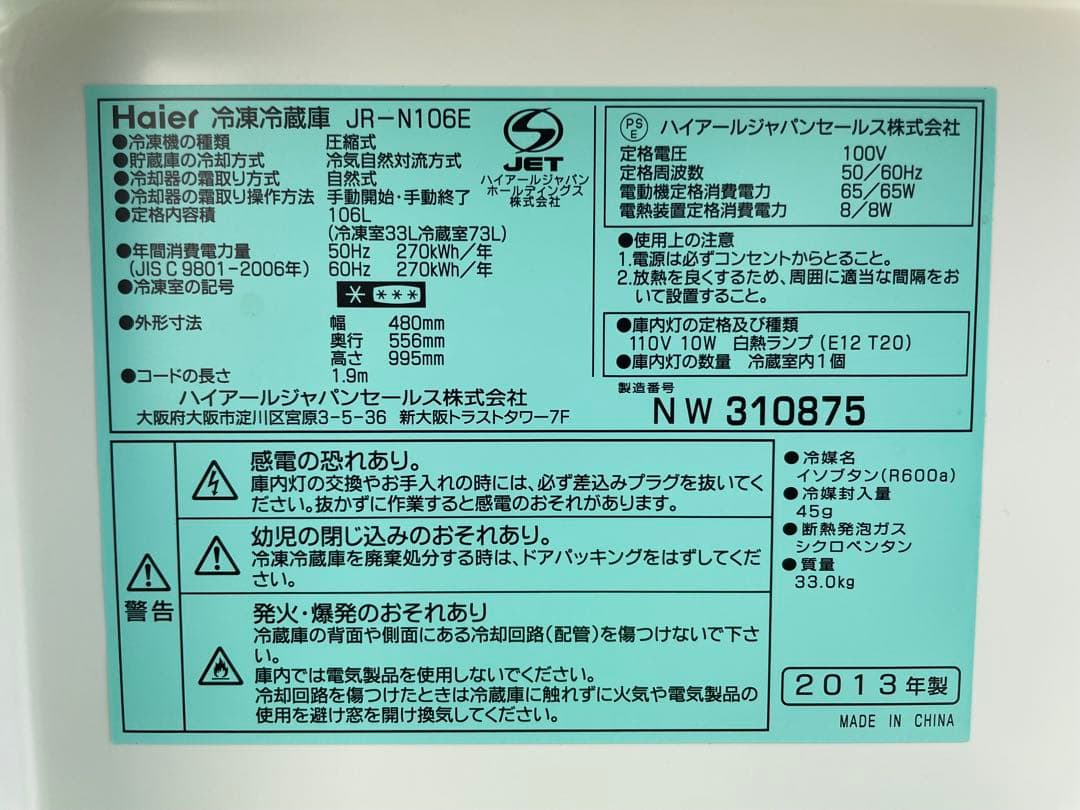 Haier 冷凍冷蔵庫 JR-N106E
●冷凍機の種類 圧縮式
●貯蔵庫の冷却方式 冷気自然対流方式
●冷却器の霜取り方式 自然式
●冷却器の霜取り操作方法 手動開始・手動終了
●定格内容積 106L
(冷凍室33L冷蔵室73L)
●年間消費電力量 50Hz 270kWh/年
(JIS C 9801-2006年) 60Hz 270kWh/年
●冷凍室の記号 * ***
●外形寸法 幅 480mm
奥行 556mm
高さ 995mm
●コードの長さ 1.9m
ハイアールジャパンセールス株式会社
大阪府大阪市淀川区宮原3-5-36 新大阪トラストタワー7F
S
JET
ハイアールジャパン
ホールディングス
株式会社
PS
E ハイアールジャパンセールス株式会社
定格電圧 100V
定格周波数 50/60Hz
電動機定格消費電力 65/65W
電熱装置定格消費電力 8/8W
●使用上の注意
1.電源は必ずコンセントからとること。
2.放熱を良くするため、周囲に適当な間隔をお
いて設置すること。
●庫内灯の定格及び種類
110V 10W 白熱ランプ(E12 T20)
●庫内灯の数量 冷蔵室内1個
製造番号
NW 310875
警告
感電の恐れあり。
庫内灯の交換やお手入れの時には、必ず差込みプラグを抜いてく
ださい。抜かずに作業すると感電のおそれがあります。
幼児の閉じ込みのおそれあり。
冷凍冷蔵庫を廃棄処分する時は、ドアパッキングをはずしてくだ
さい。
発火・爆発のおそれあり
冷蔵庫の背面や側面にある冷却回路(配管)を傷つけないで下さ
い。
庫内では電気製品を使用しないでください。
冷却回路を傷つけたときは冷蔵庫に触れずに火気や電気製品の
使用を避け窓を開け換気してください。
●冷媒名
イソブタン(R600a)
●冷媒封入量
45g
●断熱発泡ガス
シクロペンタン
●質量
33.0kg
2013年製
MADE IN CHINA